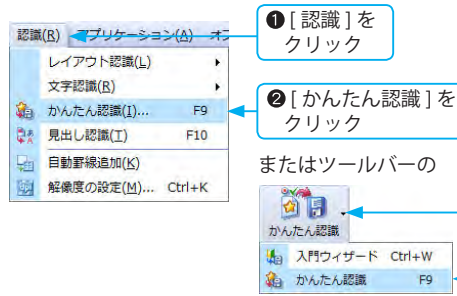 認識(R) アプリケーション(A) オプ
レイアウト認識(L)
文字認識(R)
かんたん認識(I)... F9
見出し認識(T) F10
自動罫線追加(K)
解像度の設定(M)... Ctrl+K
❶ [ 認識 ] を
クリック
❷ [ かんたん認識 ] を
クリック
またはツールバーの
かんたん認識
入門ウィザード Ctrl+W
かんたん認識 F9